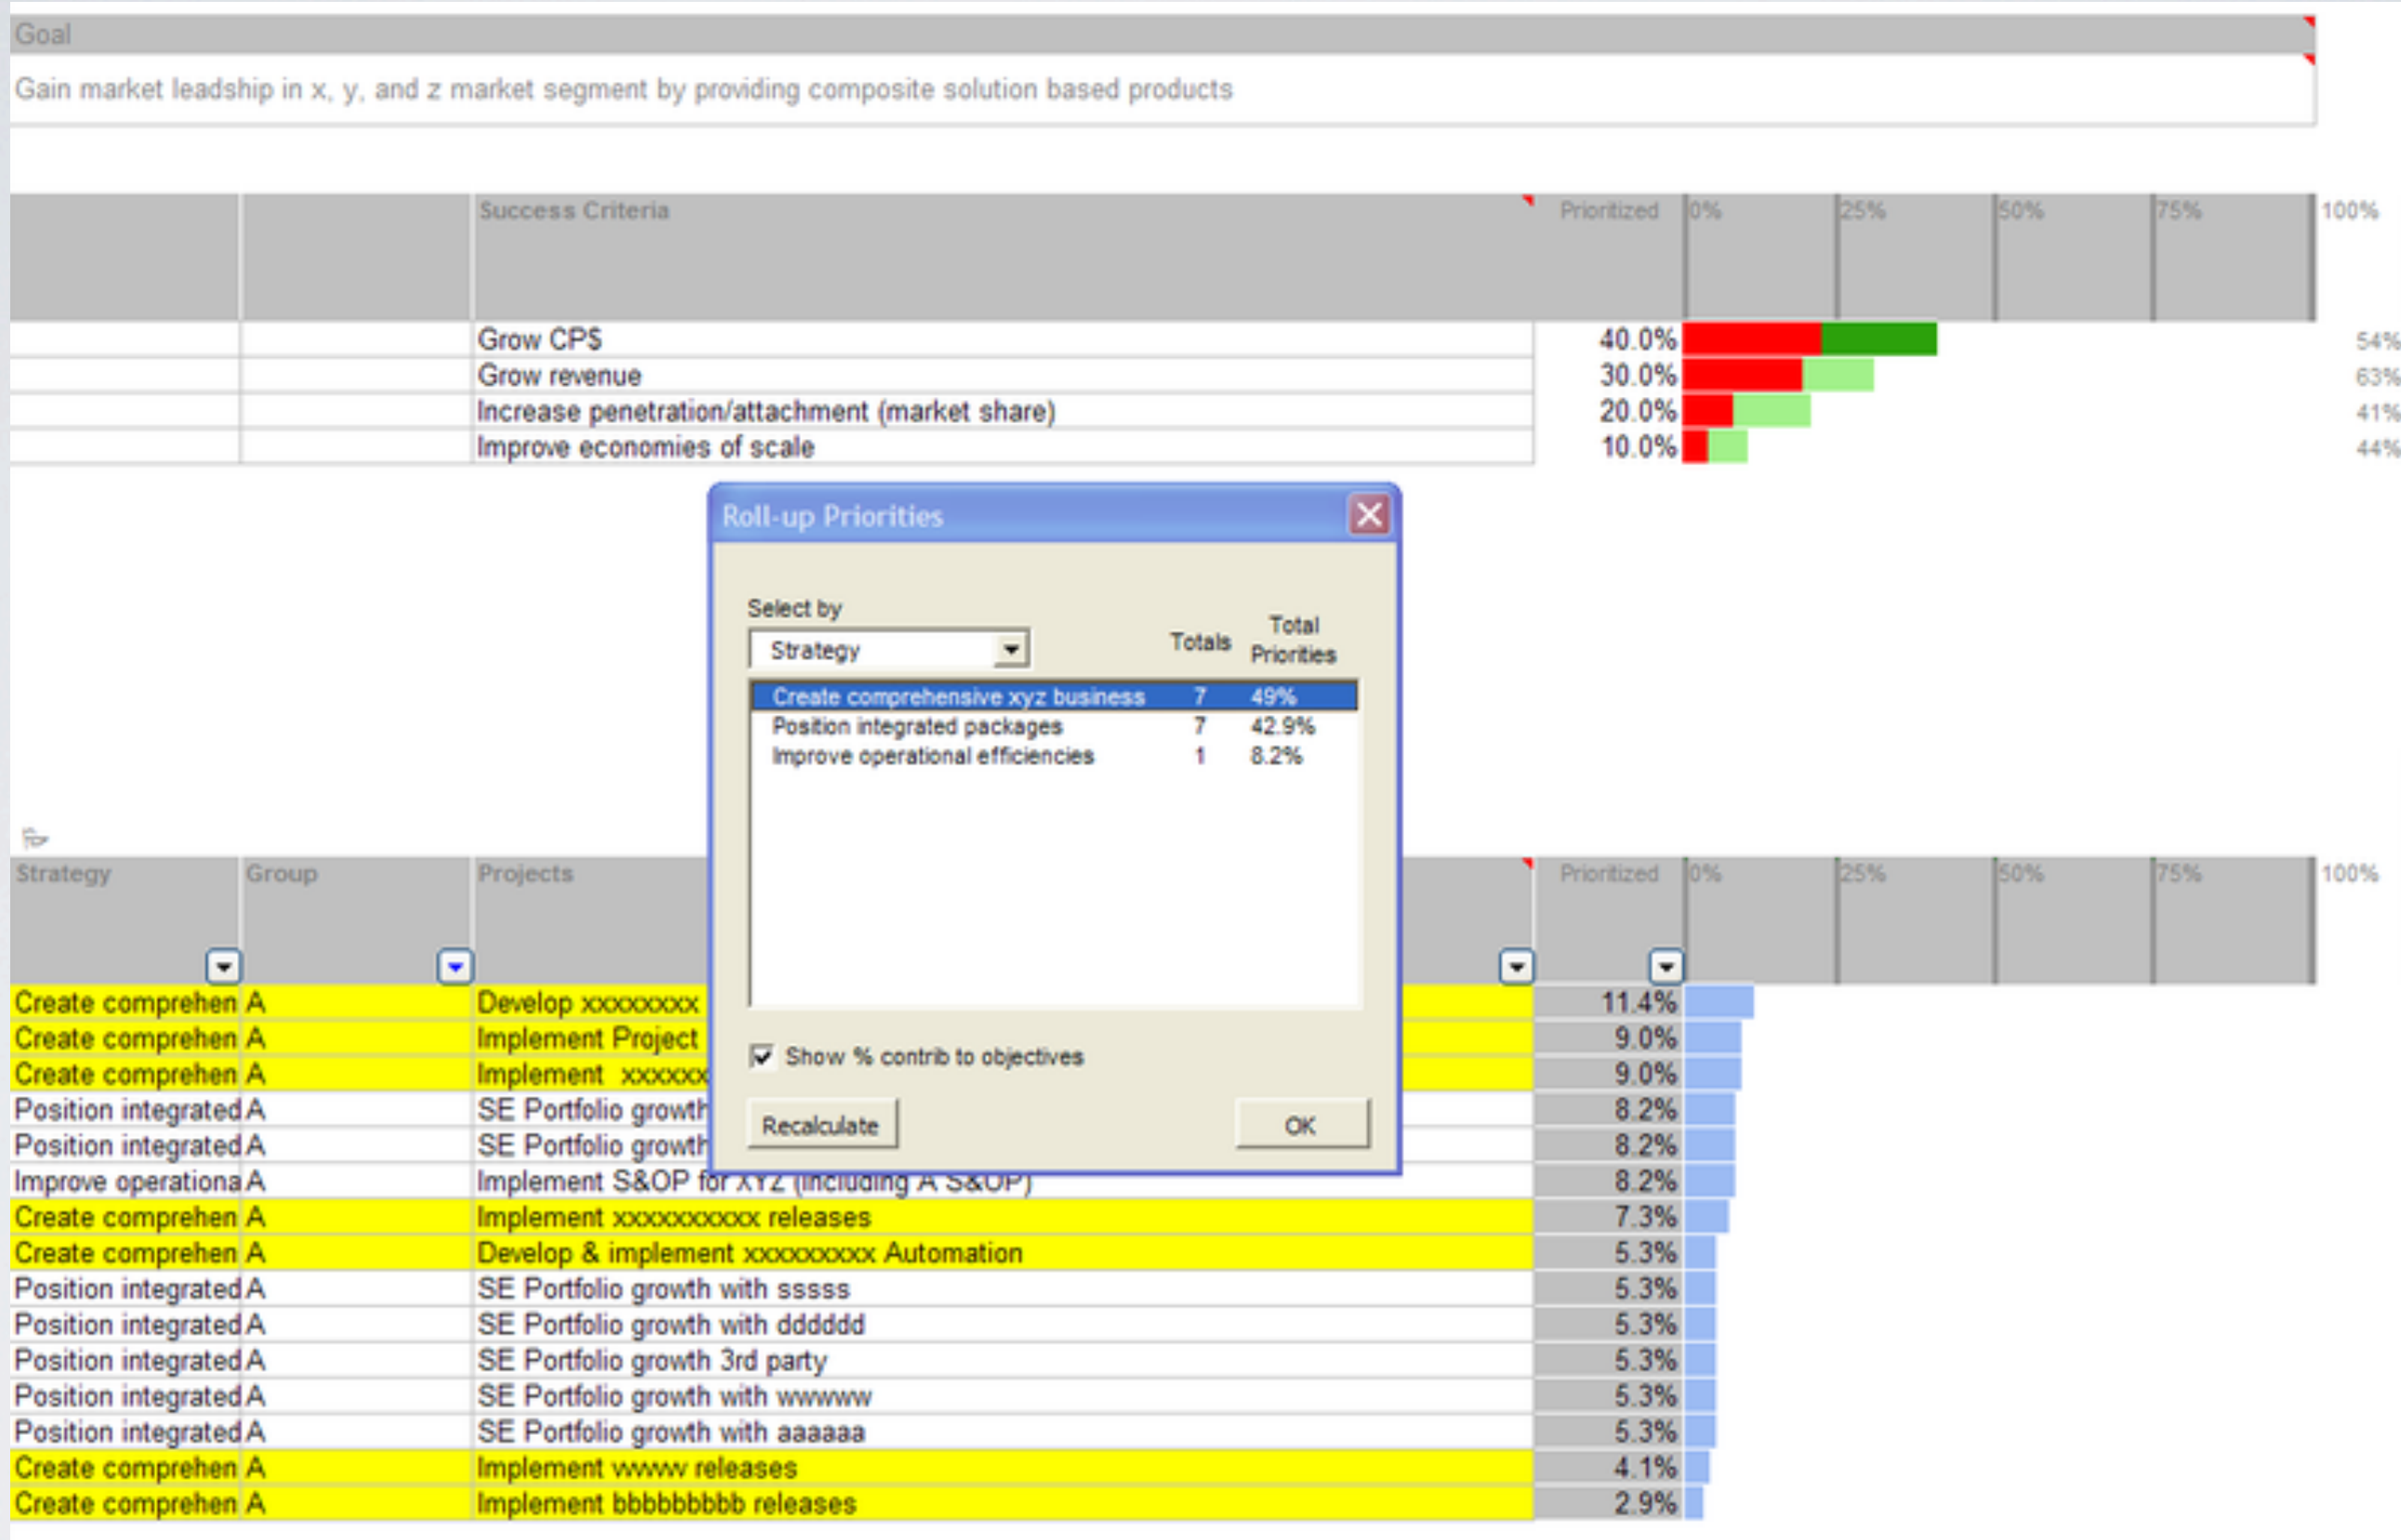 Goal
Gain market leadship in x, y, and z market segment by providing composite solution based products
Success Criteria Prioritized 0% 25% 50% 75% 100%
Grow CP$ 40.0% 54%
Grow revenue 30.0% 63%
Increase penetration/attachment (market share) 20.0% 41%
Improve economies of scale 10.0% 44%
Roll-up Priorities
Select by
Strategy Totals Total Priorities
Create comprehensive xyz business 7 49%
Position integrated packages 7 42.9%
Improve operational efficiencies 1 8.2%
Show % contrib to objectives
Recalculate OK
Strategy Group Projects Prioritized 0% 25% 50% 75% 100%
Create comprehen A Develop xxxxxxxx 11.4%
Create comprehen A Implement Project 9.0%
Create comprehen A Implement xxxxxx 9.0%
Position integrated A SE Portfolio growth 8.2%
Position integrated A SE Portfolio growth 8.2%
Improve operationa A Implement S&OP for XYZ (including A S&OP) 8.2%
Create comprehen A Implement xxxxxxxxxx releases 7.3%
Create comprehen A Develop & implement xxxxxxxxx Automation 5.3%
Position integrated A SE Portfolio growth with sssss 5.3%
Position integrated A SE Portfolio growth with dddddd 5.3%
Position integrated A SE Portfolio growth 3rd party 5.3%
Position integrated A SE Portfolio growth with wwwww 5.3%
Position integrated A SE Portfolio growth with aaaaaa 5.3%
Create comprehen A Implement releases 4.1%
Create comprehen A Implement bbbbbbbbb releases 2.9%